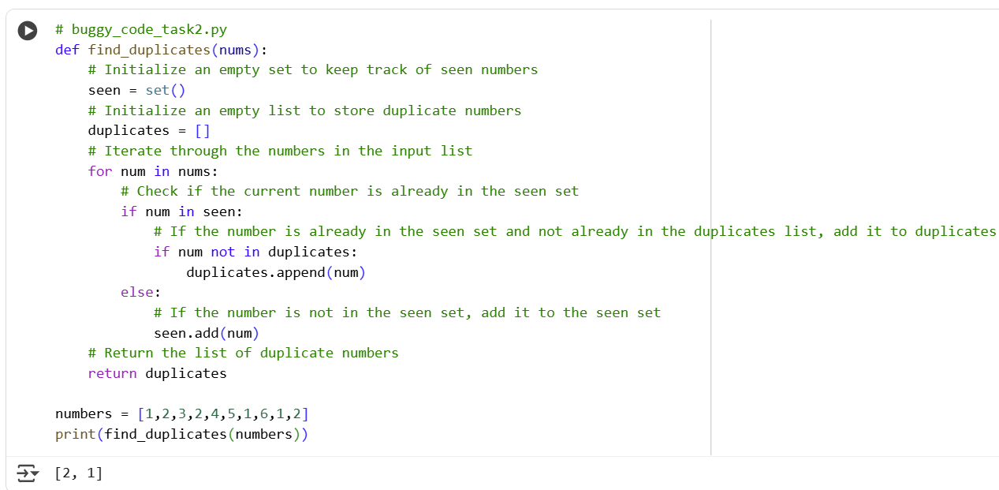 # buggy_code_task2.py
def find_duplicates(nums):
    # Initialize an empty set to keep track of seen numbers
    seen = set()
    # Initialize an empty list to store duplicate numbers
    duplicates = []
    # Iterate through the numbers in the input list
    for num in nums:
        # Check if the current number is already in the seen set
        if num in seen:
            # If the number is already in the seen set and not already in the duplicates list, add it to duplicates
            if num not in duplicates:
                duplicates.append(num)
        else:
            # If the number is not in the seen set, add it to the seen set
            seen.add(num)
    # Return the list of duplicate numbers
    return duplicates

numbers = [1,2,3,2,4,5,1,6,1,2]
print(find_duplicates(numbers))
[2, 1]